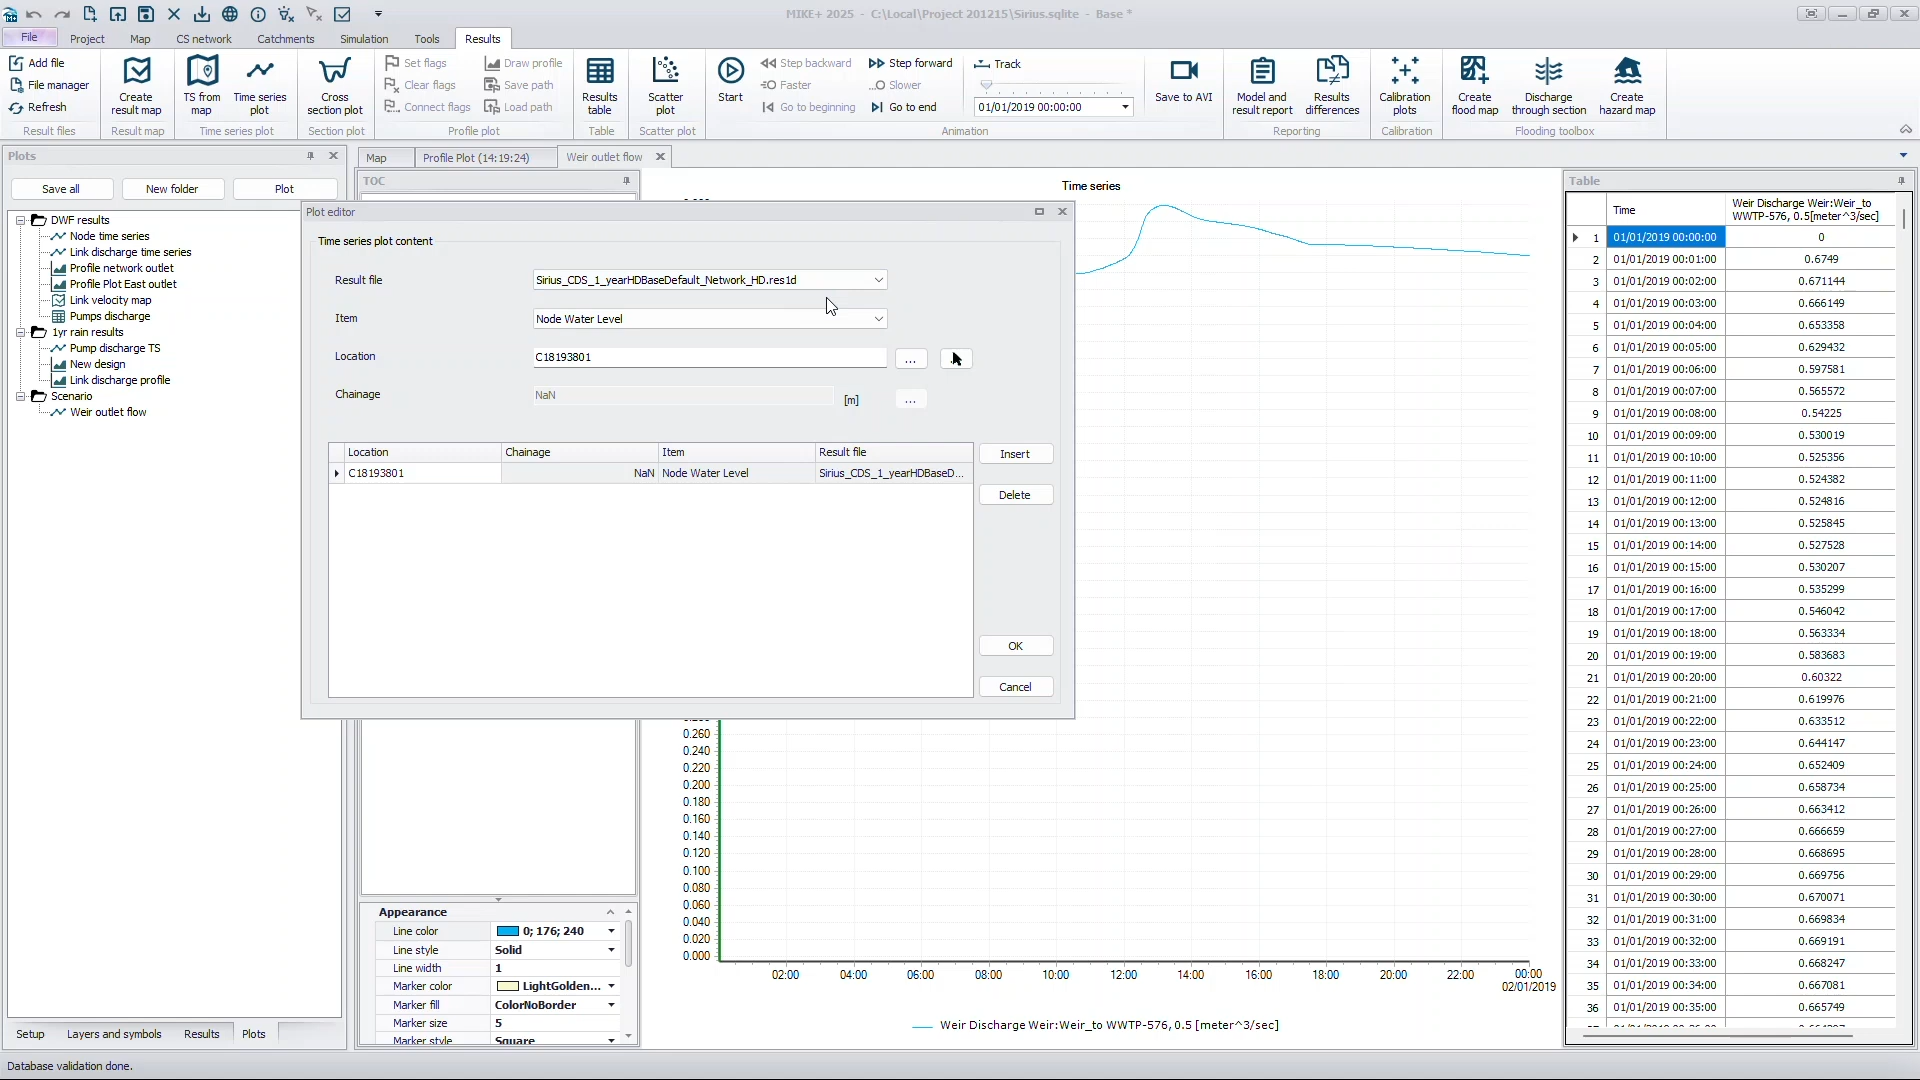 MIKE+ 2025 - C:\Local\Project 201215\Sirius.sqlite - Base *
File
Project
Map
CS network
Catchments
Simulation
Tools
Results
Add file
File manager
Refresh
Result files
Create result map
Result map
TS from map
Time series plot
Time series plot
Cross section plot
Section plot
Set flags
Clear flags
Connect flags
Draw profile
Save path
Load path
Profile plot
Results table
Table
Scatter plot
Scatter plot
Start
Step backward
Faster
Go to beginning
Step forward
Slower
Go to end
Track
01/01/2019 00:00:00
Animation
Save to AVI
Model and result report
Results differences
Reporting
Calibration plots
Calibration
Create flood map
Discharge through section
Create hazard map
Flooding toolbox
Plots
Save all
New folder
Plot
DWF results
Node time series
Link discharge time series
Profile network outlet
Profile Plot East outlet
Link velocity map
Pumps discharge
1yr rain results
Pump discharge TS
New design
Link discharge profile
Scenario
Weir outlet flow
Setup
Layers and symbols
Results
Plots
Map
Profile Plot (14:19:24)
Weir outlet flow
TOC
Plot editor
Time series plot content
Result file
Sirius_CDS_1_yearHDBaseDefault_Network_HD.res1d
Item
Node Water Level
Location
C18193801
...
Chainage
NaN
[m]
...
Location Chainage Item Result file
C18193801 NaN Node Water Level Sirius_CDS_1_yearHDBaseD...
Insert
Delete
OK
Cancel
Appearance
Line color 0; 176; 240
Line style Solid
Line width 1
Marker color LightGolden...
Marker fill ColorNoBorder
Marker size 5
Marker style Square
Time series
0.260
0.240
0.220
0.200
0.180
0.160
0.140
0.120
0.100
0.080
0.060
0.040
0.020
0.000
02:00 04:00 06:00 08:00 10:00 12:00 14:00 16:00 18:00 20:00 22:00 00:00
02/01/2019
Weir Discharge Weir:Weir_to WWTP-576, 0.5 [meter^3/sec]
Table
Time
Weir Discharge Weir:Weir_to
WWTP-576, 0.5[meter^3/sec]
1 01/01/2019 00:00:00 0
2 01/01/2019 00:01:00 0.6749
3 01/01/2019 00:02:00 0.671144
4 01/01/2019 00:03:00 0.666149
5 01/01/2019 00:04:00 0.653358
6 01/01/2019 00:05:00 0.629432
7 01/01/2019 00:06:00 0.597581
8 01/01/2019 00:07:00 0.565572
9 01/01/2019 00:08:00 0.54225
10 01/01/2019 00:09:00 0.530019
11 01/01/2019 00:10:00 0.525356
12 01/01/2019 00:11:00 0.524382
13 01/01/2019 00:12:00 0.524816
14 01/01/2019 00:13:00 0.525845
15 01/01/2019 00:14:00 0.527528
16 01/01/2019 00:15:00 0.530207
17 01/01/2019 00:16:00 0.535299
18 01/01/2019 00:17:00 0.546042
19 01/01/2019 00:18:00 0.563334
20 01/01/2019 00:19:00 0.583683
21 01/01/2019 00:20:00 0.60322
22 01/01/2019 00:21:00 0.619976
23 01/01/2019 00:22:00 0.633512
24 01/01/2019 00:23:00 0.644147
25 01/01/2019 00:24:00 0.652409
26 01/01/2019 00:25:00 0.658734
27 01/01/2019 00:26:00 0.663412
28 01/01/2019 00:27:00 0.666659
29 01/01/2019 00:28:00 0.668695
30 01/01/2019 00:29:00 0.669756
31 01/01/2019 00:30:00 0.670071
32 01/01/2019 00:31:00 0.669834
33 01/01/2019 00:32:00 0.669191
34 01/01/2019 00:33:00 0.668247
35 01/01/2019 00:34:00 0.667081
36 01/01/2019 00:35:00 0.665749
Database validation done.